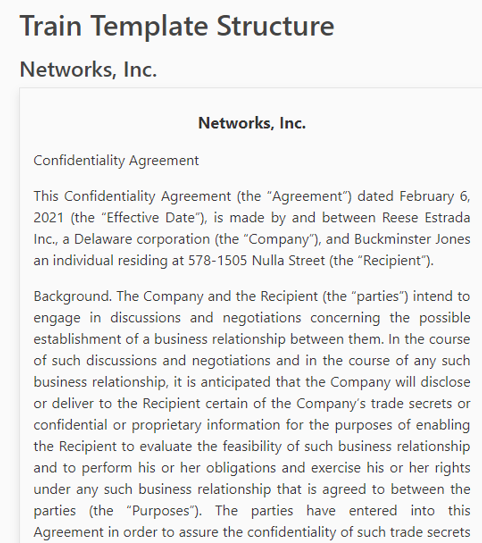 Train Template Structure
Networks, Inc.
Networks, Inc.
Confidentiality Agreement
This Confidentiality Agreement (the “Agreement”) dated February 6,
2021 (the “Effective Date”), is made by and between Reese Estrada
Inc., a Delaware corporation (the “Company”), and Buckminster Jones
an individual residing at 578-1505 Nulla Street (the “Recipient”).
Background. The Company and the Recipient (the “parties”) intend to
engage in discussions and negotiations concerning the possible
establishment of a business relationship between them. In the course
of such discussions and negotiations and in the course of any such
business relationship, it is anticipated that the Company will disclose
or deliver to the Recipient certain of the Company’s trade secrets or
confidential or proprietary information for the purposes of enabling
the Recipient to evaluate the feasibility of such business relationship
and to perform his or her obligations and exercise his or her rights
under any such business relationship that is agreed to between the
parties (the “Purposes”). The parties have entered into this
Agreement in order to assure the confidentiality of such trade secrets